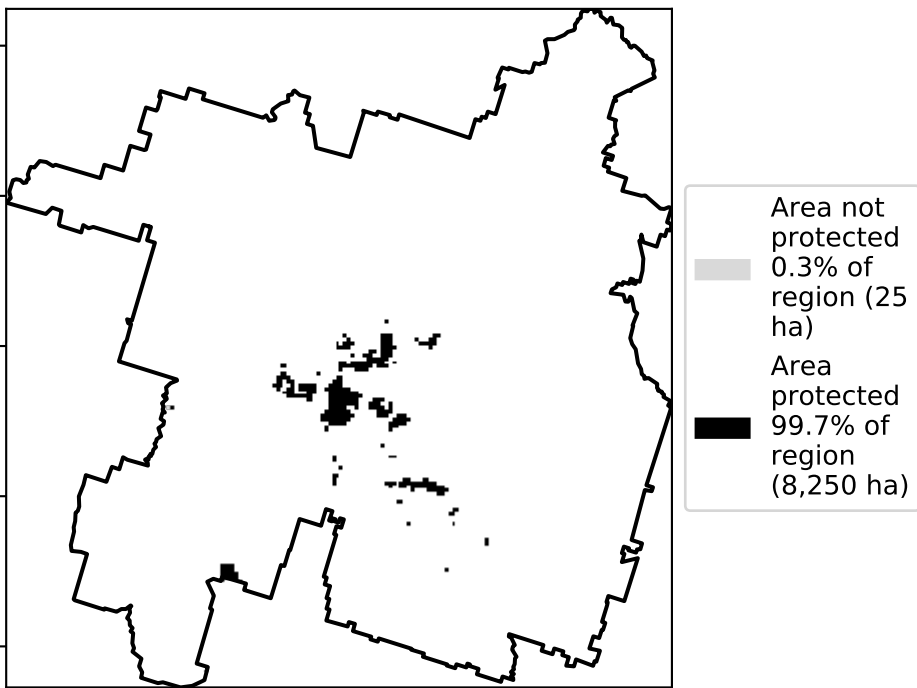 Area not
protected
0.3% of
region (25
ha)
Area
protected
99.7% of
region
(8,250 ha)